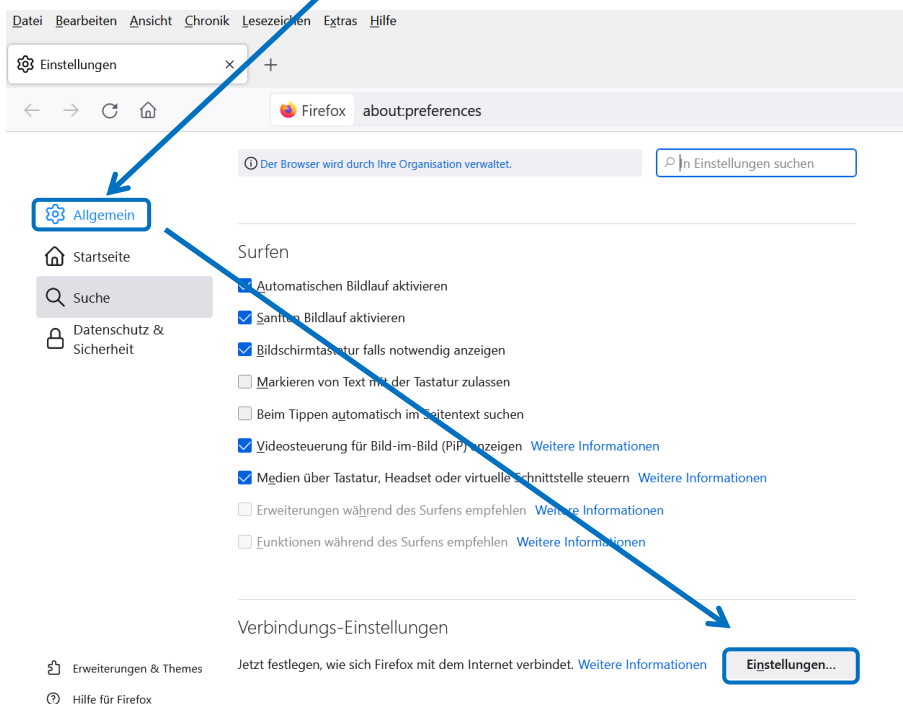 Datei Bearbeiten Ansicht Chronik Lesezeichen Extras Hilfe
Einstellungen
Firefox about:preferences
Der Browser wird durch Ihre Organisation verwaltet.
In Einstellungen suchen
Allgemein
Startseite
Suche
Datenschutz &
Sicherheit
Erweiterungen & Themes
Hilfe für Firefox
Surfen
Automatischen Bildlauf aktivieren
Sanften Bildlauf aktivieren
Bildschirmtastatur falls notwendig anzeigen
Markieren von Text mit der Tastatur zulassen
Beim Tippen automatisch im Seitentext suchen
Videosteuerung für Bild-im-Bild (PiP) anzeigen Weitere Informationen
Medien über Tastatur, Headset oder virtuelle Schnittstelle steuern Weitere Informationen
Erweiterungen während des Surfens empfehlen Weitere Informationen
Funktionen während des Surfens empfehlen Weitere Informationen
Verbindungs-Einstellungen
Jetzt festlegen, wie sich Firefox mit dem Internet verbindet. Weitere Informationen
Einstellungen...